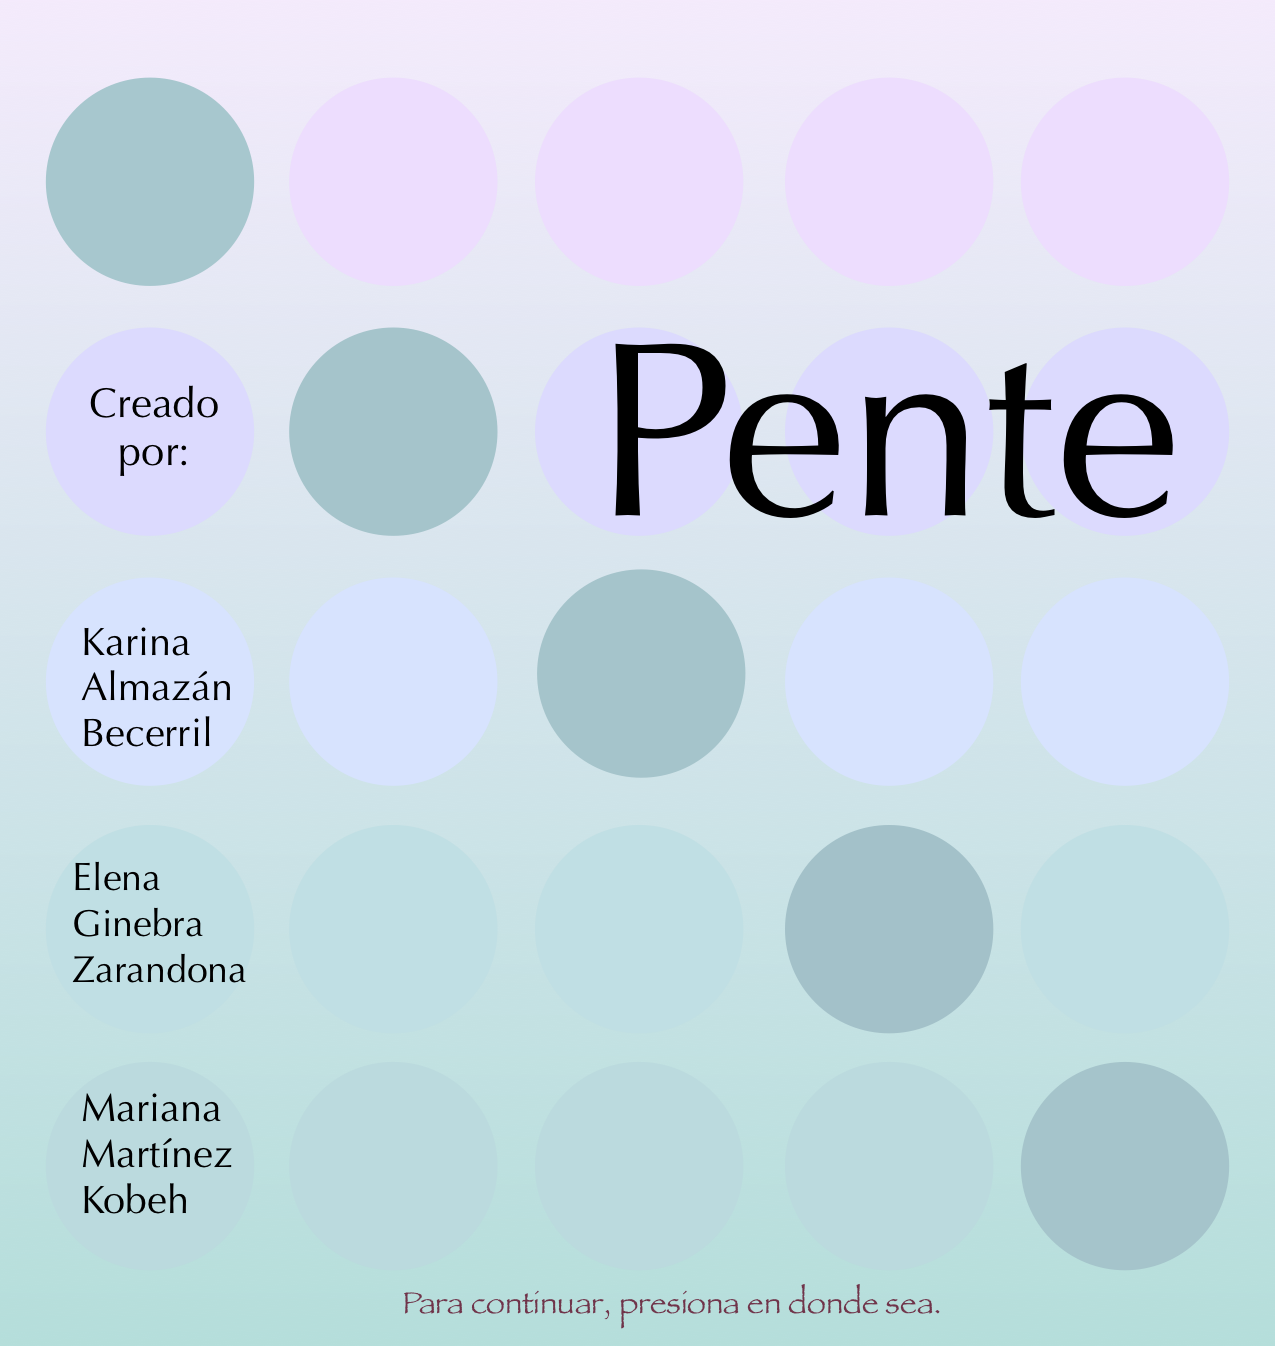 Pente
Creado
por:
Karina
Almazán
Becerril
Elena
Ginebra
Zarandona
Mariana
Martínez
Kobeh
Para continuar, presiona en donde sea.